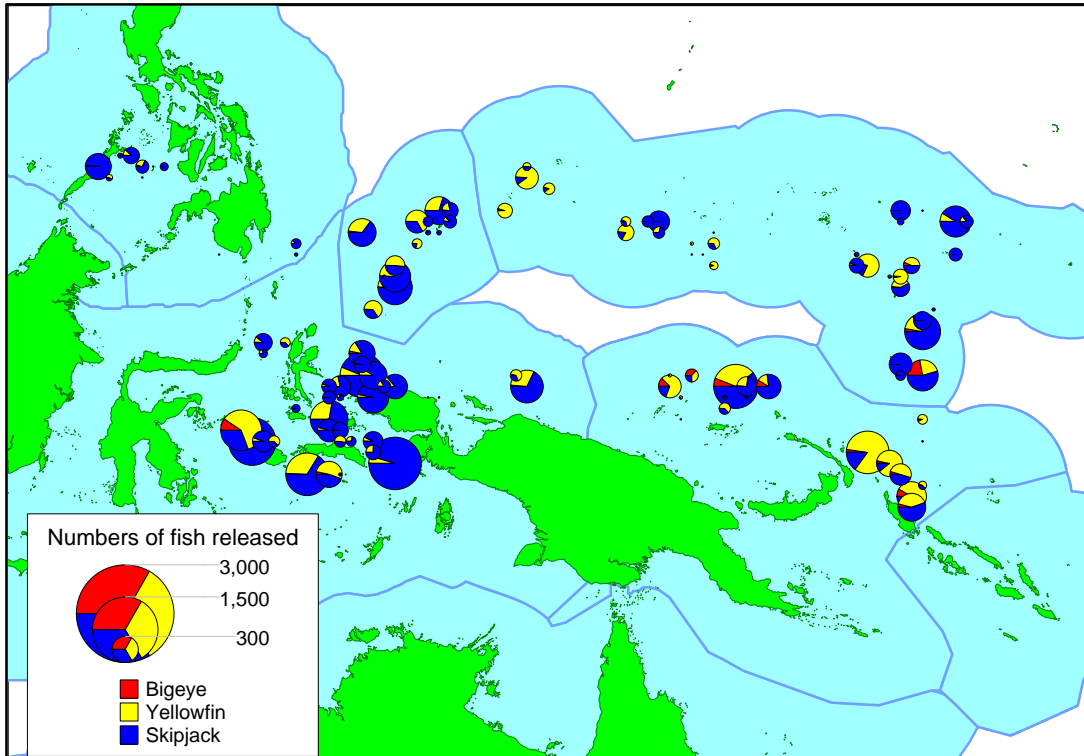 Numbers of fish released
3,000
1,500
300
Bigeye
Yellowfin
Skipjack